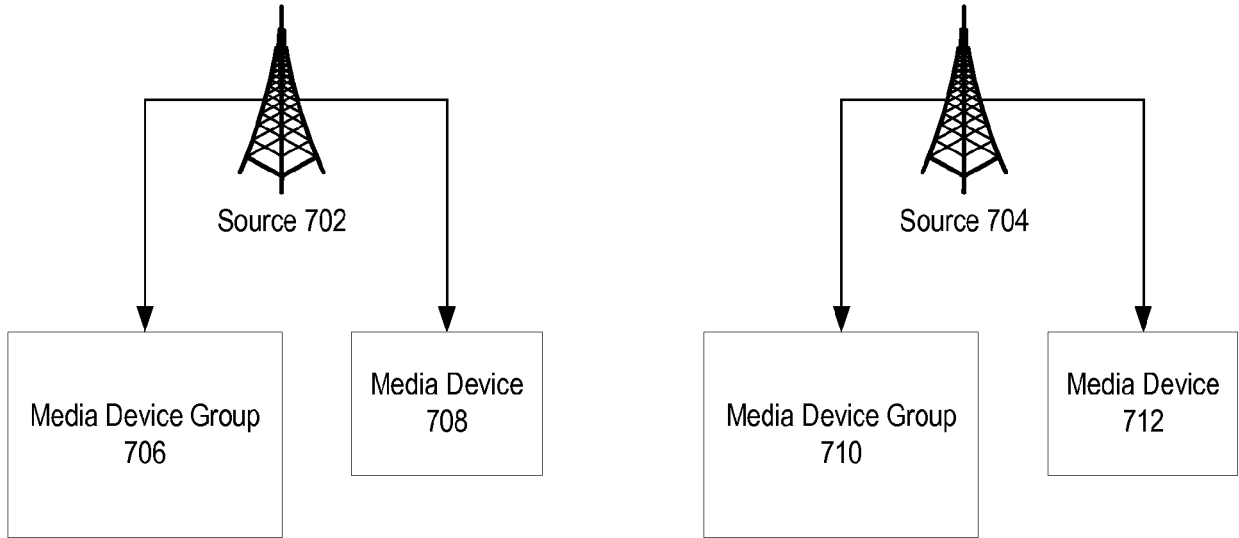 Source 702
Source 704
Media Device Group
706
Media Device
708
Media Device Group
710
Media Device
712